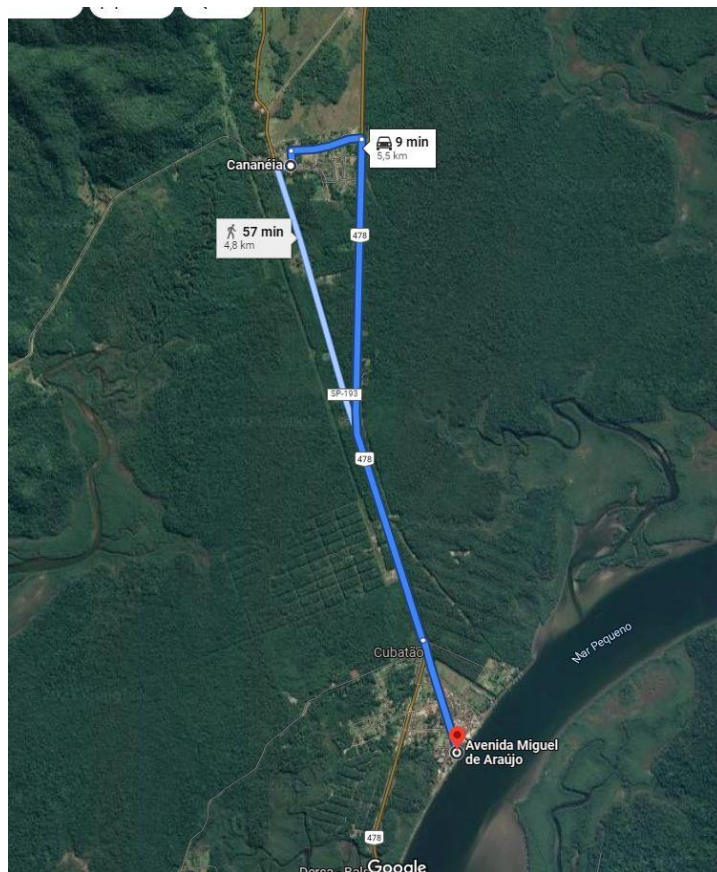 9 min
5,5 km
Cananéia
57 min
4,8 km
478
SP-193
478
Cubatão
Mar Pequeno
Avenida Miguel
de Araújo
478
Google